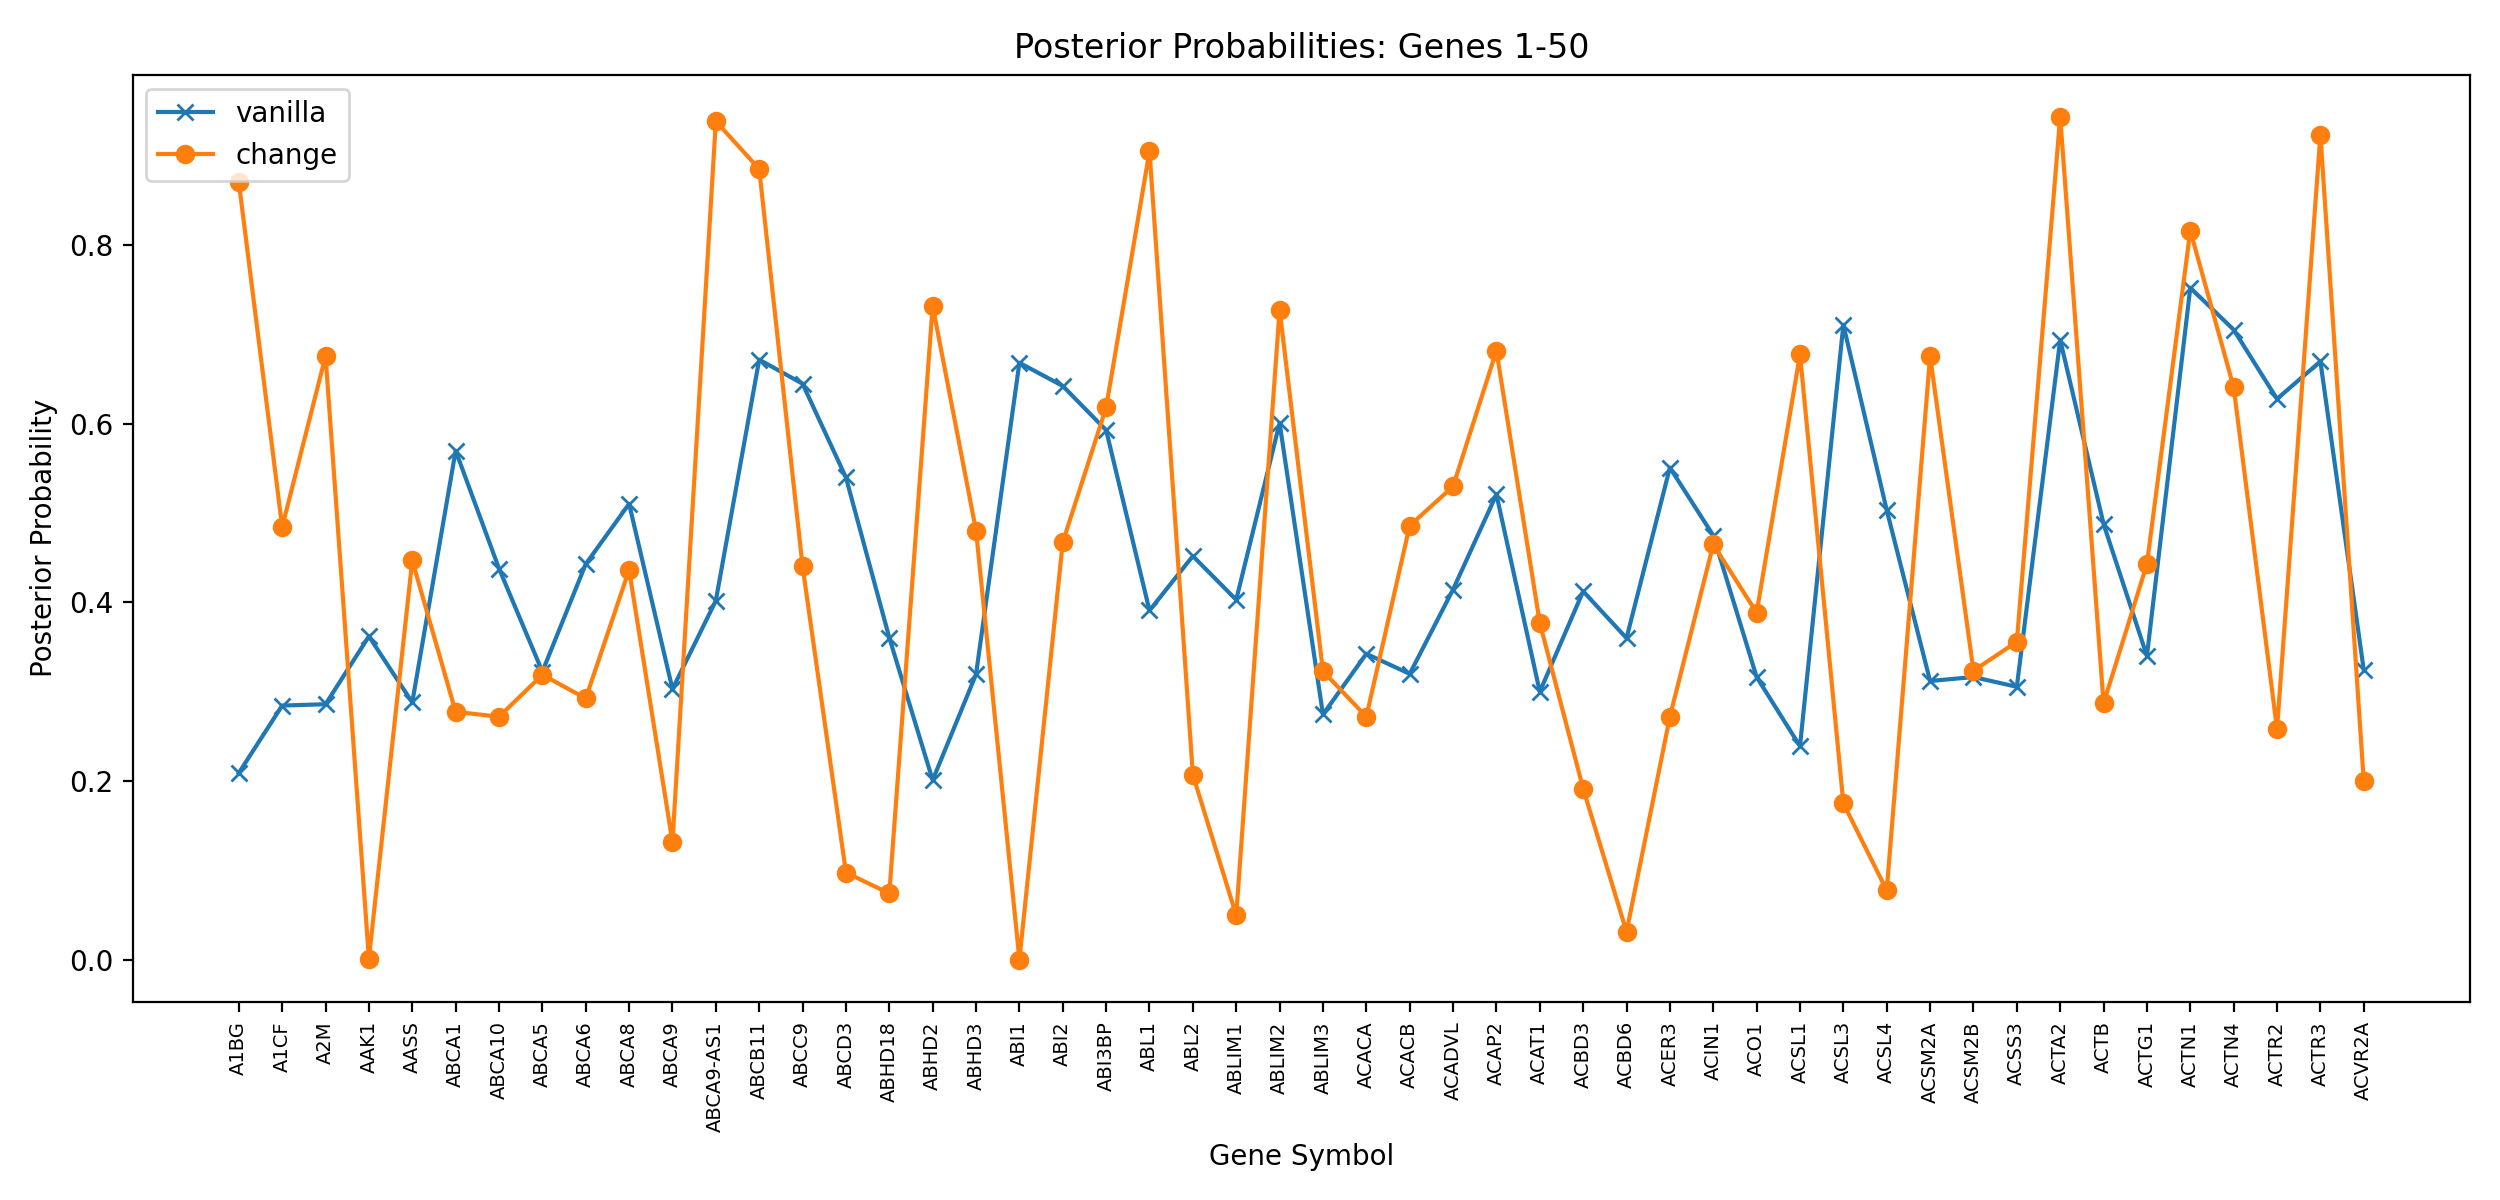 Posterior Probabilities: Genes 1-50
vanilla
change
Posterior Probability
0.8
0.6
0.4
0.2
0.0
A1BG
A1CF
A2M
AAK1
AASS
ABCA1
ABCA10
ABCA5
ABCA6
ABCA8
ABCA9
ABCA9-AS1
ABCB11
ABCC9
ABCD3
ABHD18
ABHD2
ABHD3
ABI1
ABI2
ABI3BP
ABL1
ABL2
ABLIM1
ABLIM2
ABLIM3
ACACA
ACACB
ACADVL
ACAP2
ACAT1
ACBD3
ACBD6
ACER3
ACIN1
ACO1
ACSL1
ACSL3
ACSL4
ACSM2A
ACSM2B
ACSS3
ACTA2
ACTB
ACTG1
ACTN1
ACTN4
ACTR2
ACTR3
ACVR2A
Gene Symbol